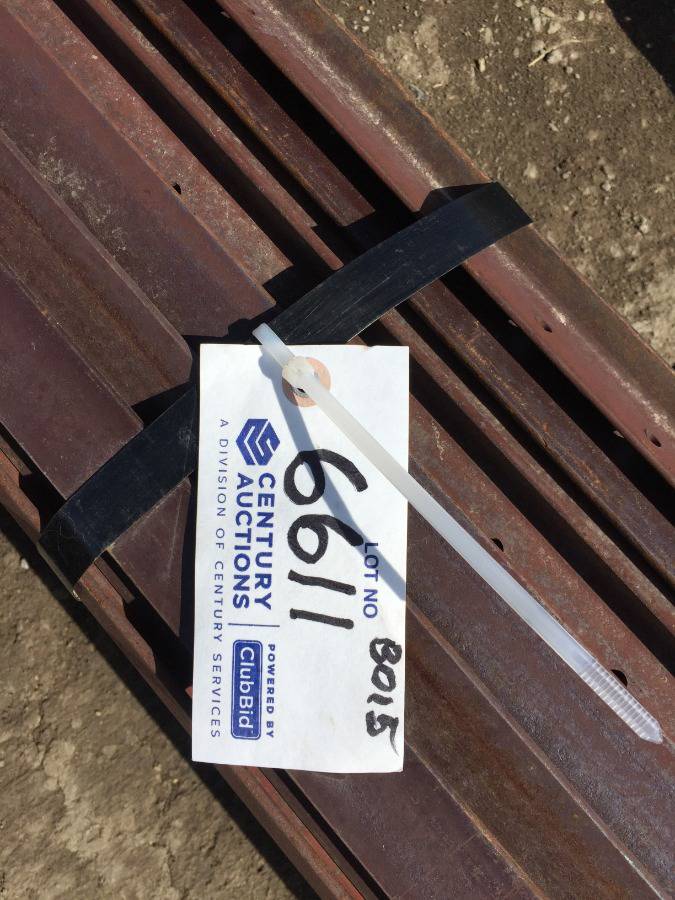 LOT NO
8015
6611
CENTURY
AUCTIONS
POWERED BY
ClubBid
A DIVISION OF CENTURY SERVICES